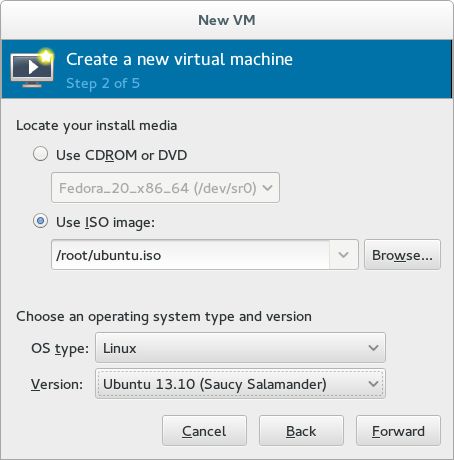 New VM
Create a new virtual machine
Step 2 of 5
Locate your install media
Use CDROM or DVD
Fedora_20_x86_64 (/dev/sr0)
Use ISO image:
/root/ubuntu.iso
Browse...
Choose an operating system type and version
OS type: Linux
Version: Ubuntu 13.10 (Saucy Salamander)
Cancel Back Forward